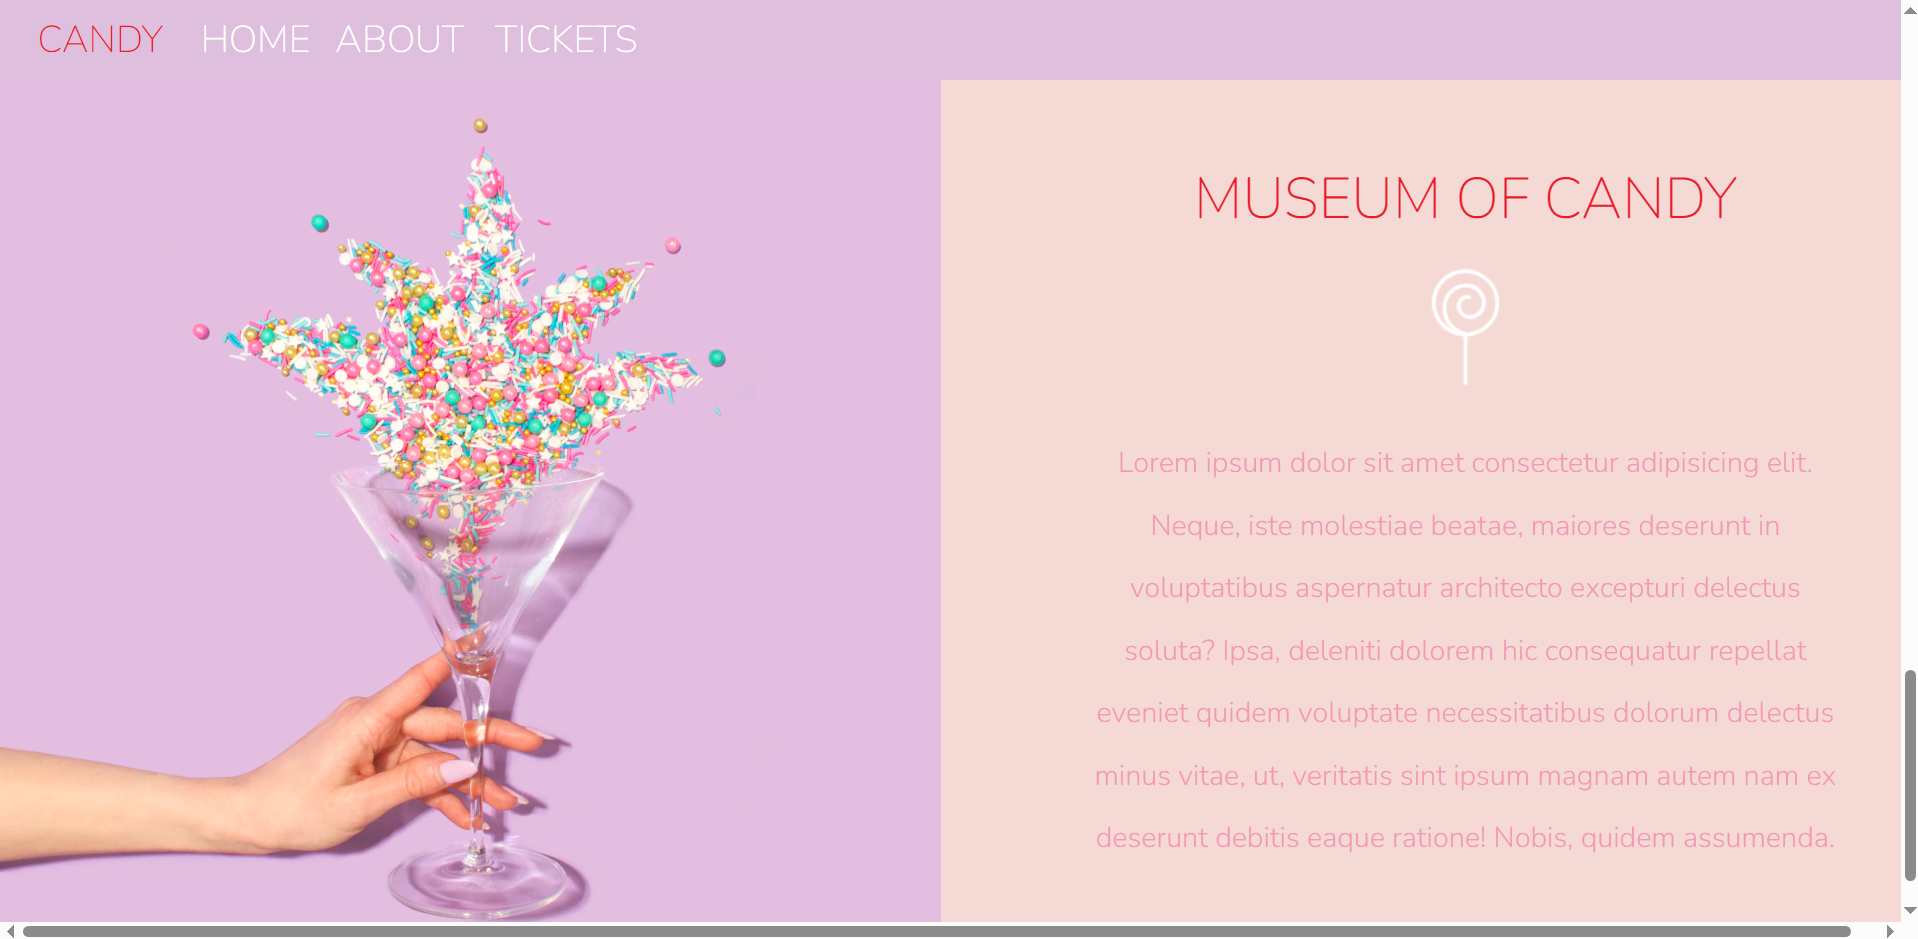 CANDY HOME ABOUT TICKETS
MUSEUM OF CANDY
Lorem ipsum dolor sit amet consectetur adipisicing elit.
Neque, iste molestiae beatae, maiores deserunt in
voluptatibus aspernatur architecto excepturi delectus
soluta? Ipsa, deleniti dolorem hic consequatur repellat
eveniet quidem voluptate necessitatibus dolorum delectus
minus vitae, ut, veritatis sint ipsum magnam autem nam ex
deserunt debitis eaque ratione! Nobis, quidem assumenda.